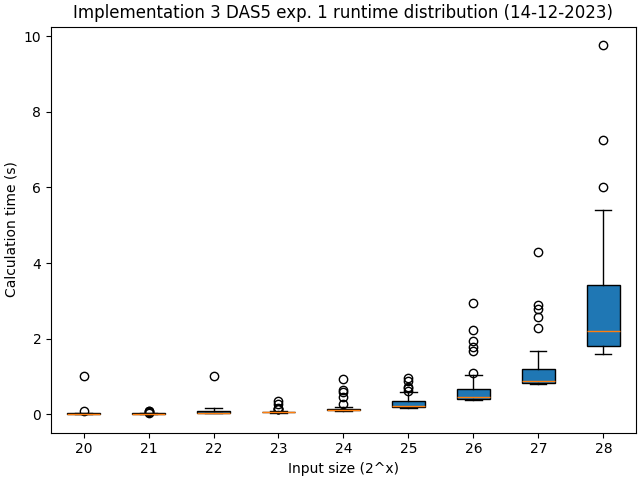 Implementation 3 DAS5 exp. 1 runtime distribution (14-12-2023)
10
8
6
4
2
0
Calculation time (s)
20 21 22 23 24 25 26 27 28
Input size (2^x)